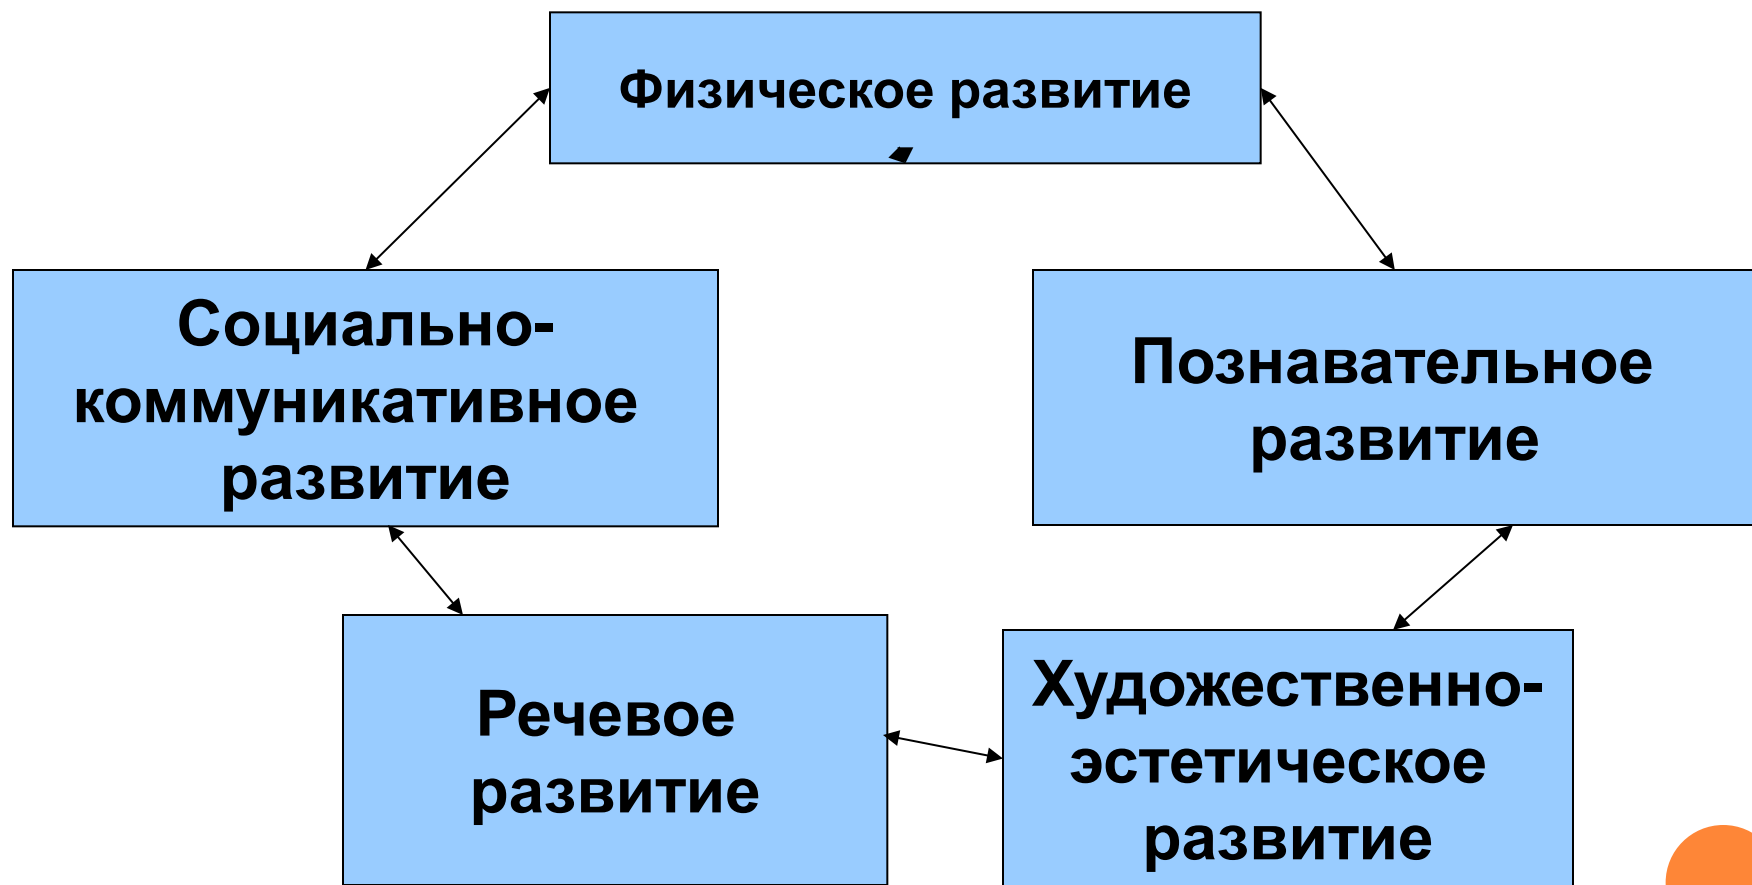 Физическое развитие
Социально-
коммуникативное
развитие
Познавательное
развитие
Речевое
развитие
Художественно-
эстетическое
развитие